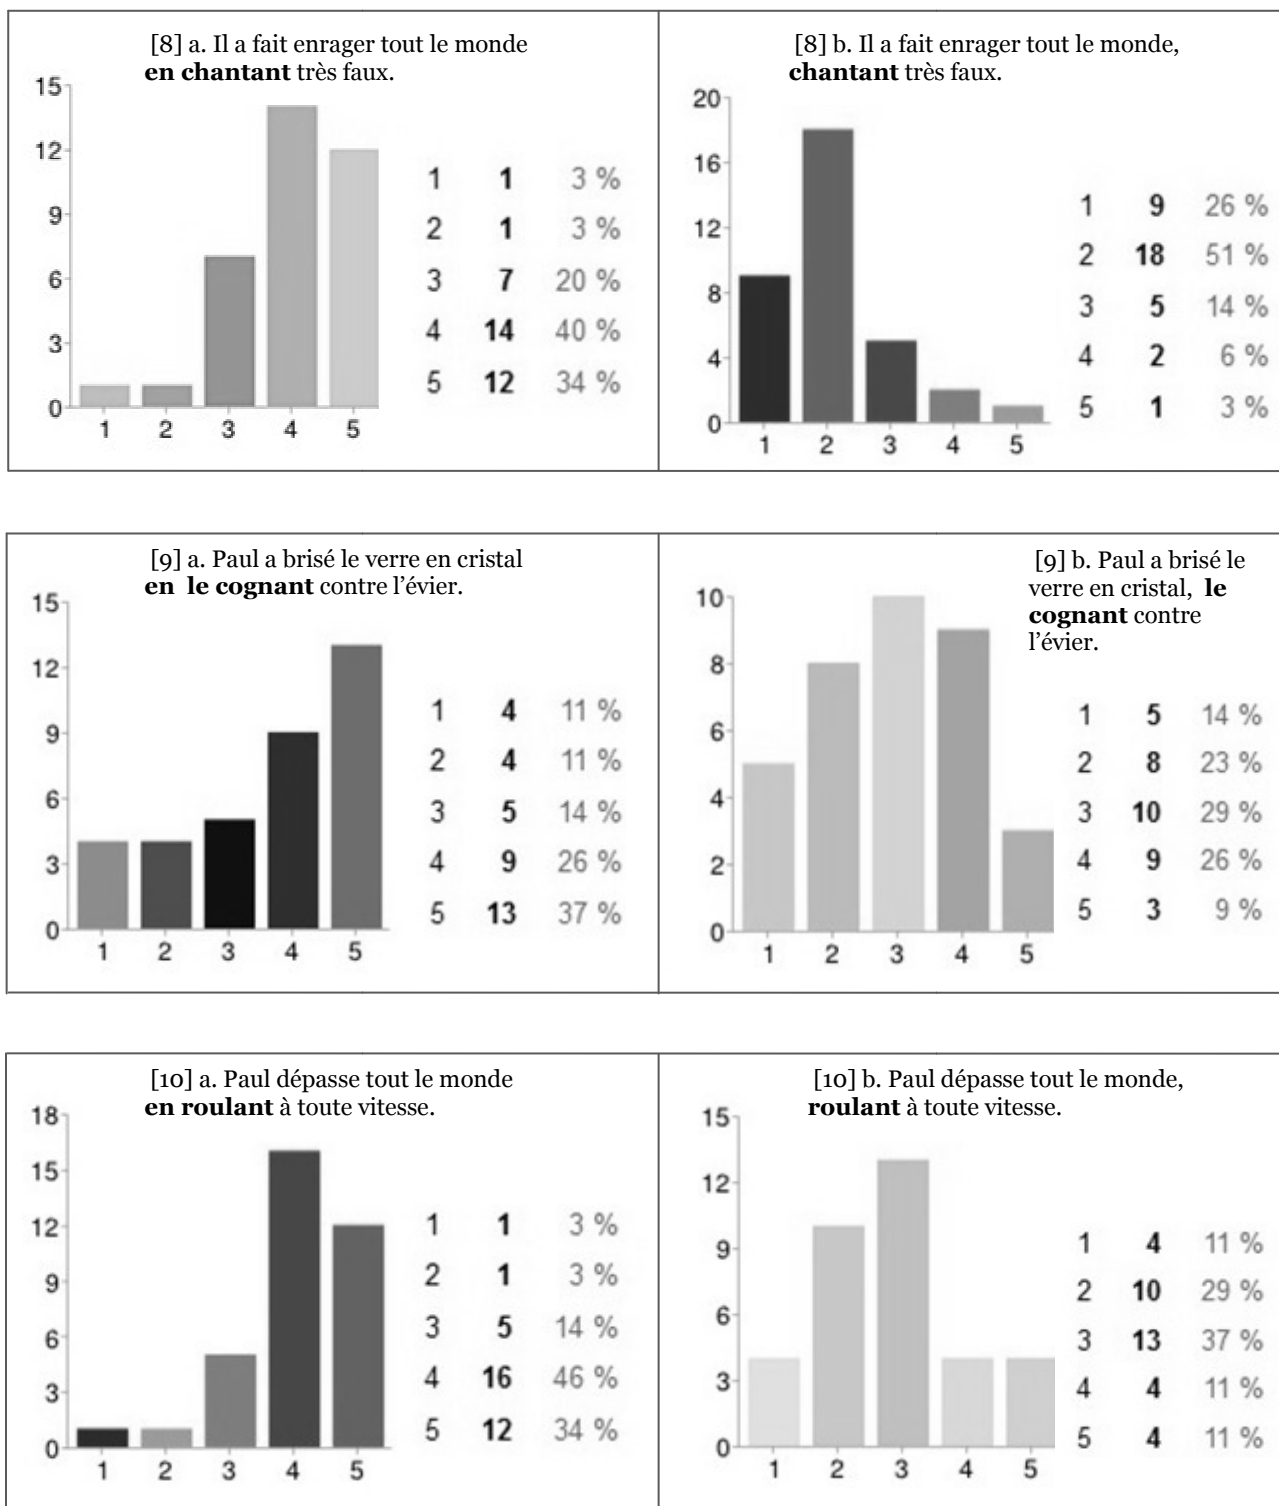 [8] a. Il a fait enrager tout le monde
en chantant très faux.
15
12
9
6
3
0
1 2 3 4 5
1 1 3 %
2 1 3 %
3 7 20 %
4 14 40 %
5 12 34 %
[8] b. Il a fait enrager tout le monde,
chantant très faux.
20
16
12
8
4
0
1 2 3 4 5
1 9 26 %
2 18 51 %
3 5 14 %
4 2 6 %
5 1 3 %
[9] a. Paul a brisé le verre en cristal
en le cognant contre l'évier.
15
12
9
6
3
0
1 2 3 4 5
1 4 11 %
2 4 11 %
3 5 14 %
4 9 26 %
5 13 37 %
[9] b. Paul a brisé le
verre en cristal, le
cognant contre
l'évier.
10
8
6
4
2
0
1 2 3 4 5
1 5 14 %
2 8 23 %
3 10 29 %
4 9 26 %
5 3 9 %
[10] a. Paul dépasse tout le monde
en roulant à toute vitesse.
18
15
12
9
6
3
0
1 2 3 4 5
1 1 3 %
2 1 3 %
3 5 14 %
4 16 46 %
5 12 34 %
[10] b. Paul dépasse tout le monde,
roulant à toute vitesse.
15
12
9
6
3
0
1 2 3 4 5
1 4 11 %
2 10 29 %
3 13 37 %
4 4 11 %
5 4 11 %